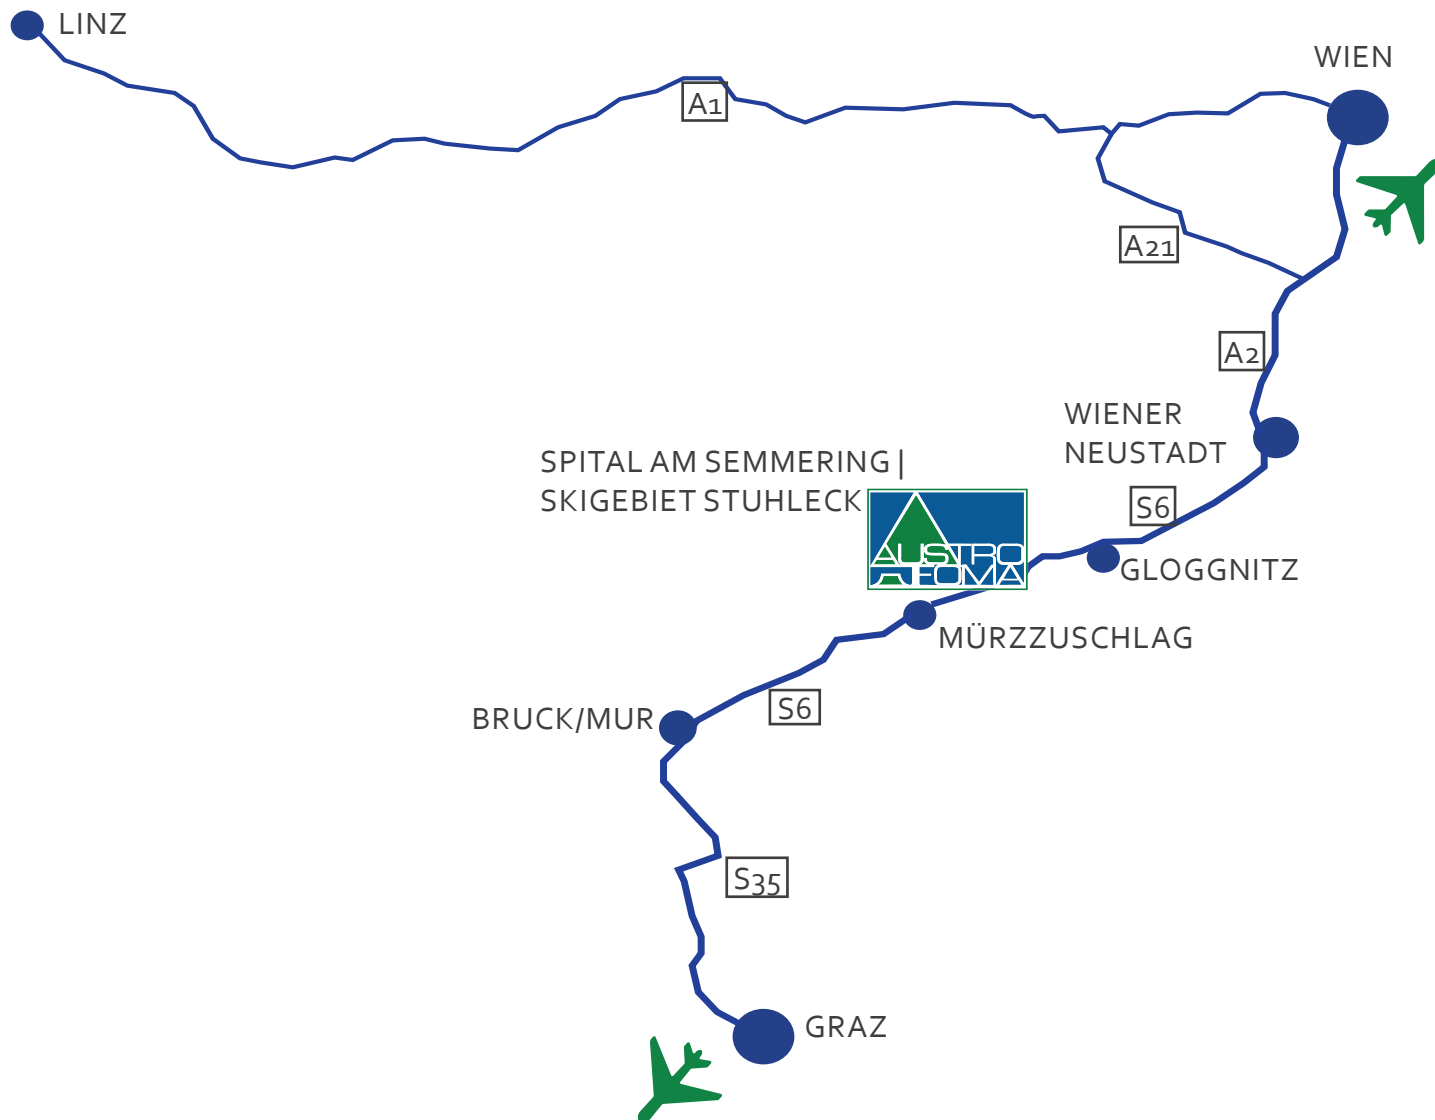 LINZ
WIEN
A1
A21
A2
WIENER
NEUSTADT
SPITAL AM SEMMERING |
SKIGEBIET STUHLECK
S6
AUSTRO
FOMA
GLOGGNITZ
MÜRZZUSCHLAG
S6
BRUCK/MUR
S35
GRAZ